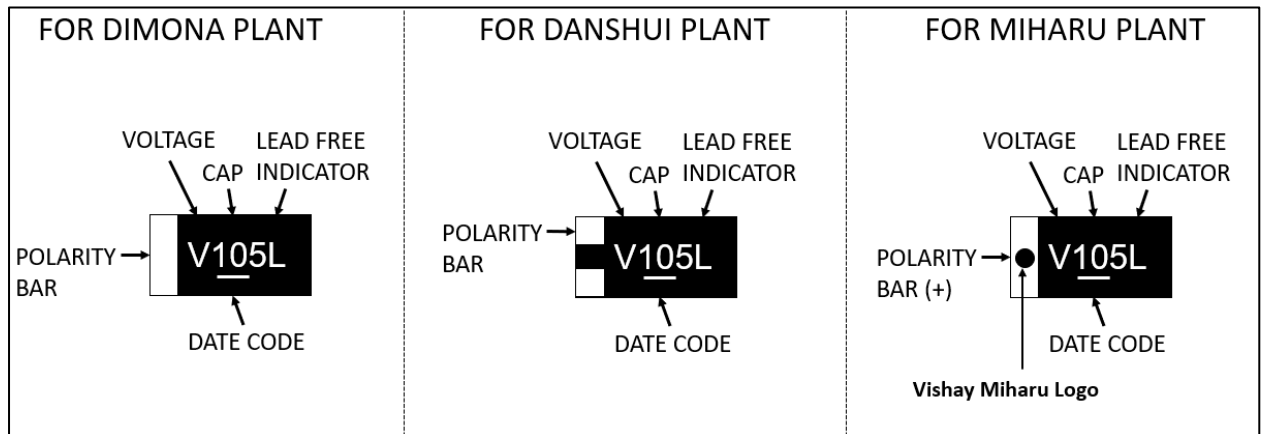 FOR DIMONA PLANT
VOLTAGE
LEAD FREE
INDICATOR
CAP
V105L
POLARITY
BAR
DATE CODE
FOR DANSHUI PLANT
VOLTAGE
LEAD FREE
INDICATOR
CAP
POLARITY
BAR
V105L
DATE CODE
FOR MIHARU PLANT
VOLTAGE
LEAD FREE
INDICATOR
CAP
V105L
POLARITY
BAR (+)
DATE CODE
Vishay Miharu Logo